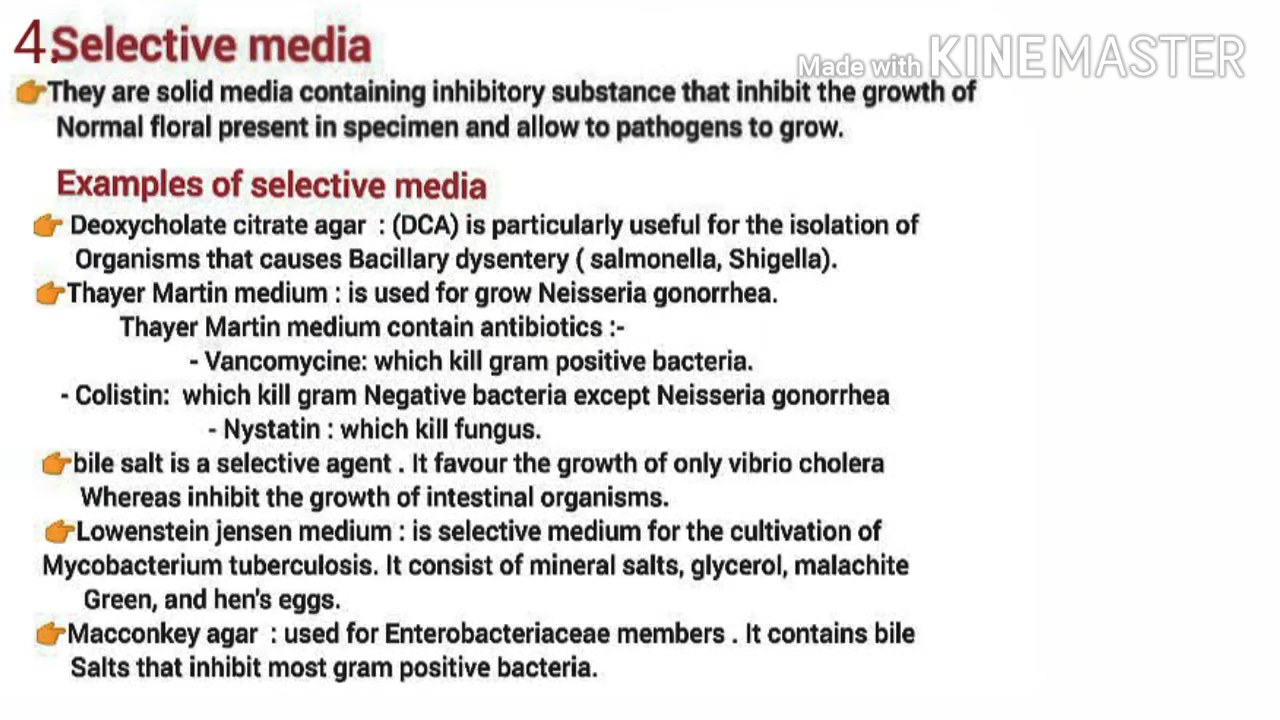 4.Selective media
Made with KINEMASTER
👉They are solid media containing inhibitory substance that inhibit the growth of
Normal floral present in specimen and allow to pathogens to grow.
Examples of selective media
👉 Deoxycholate citrate agar : (DCA) is particularly useful for the isolation of
Organisms that causes Bacillary dysentery ( salmonella, Shigella).
👉Thayer Martin medium : is used for grow Neisseria gonorrhea.
Thayer Martin medium contain antibiotics :-
- Vancomycine: which kill gram positive bacteria.
- Colistin: which kill gram Negative bacteria except Neisseria gonorrhea
- Nystatin : which kill fungus.
👉bile salt is a selective agent . It favour the growth of only vibrio cholera
Whereas inhibit the growth of intestinal organisms.
👉Lowenstein jensen medium : is selective medium for the cultivation of
Mycobacterium tuberculosis. It consist of mineral salts, glycerol, malachite
Green, and hen's eggs.
👉Macconkey agar : used for Enterobacteriaceae members . It contains bile
Salts that inhibit most gram positive bacteria.